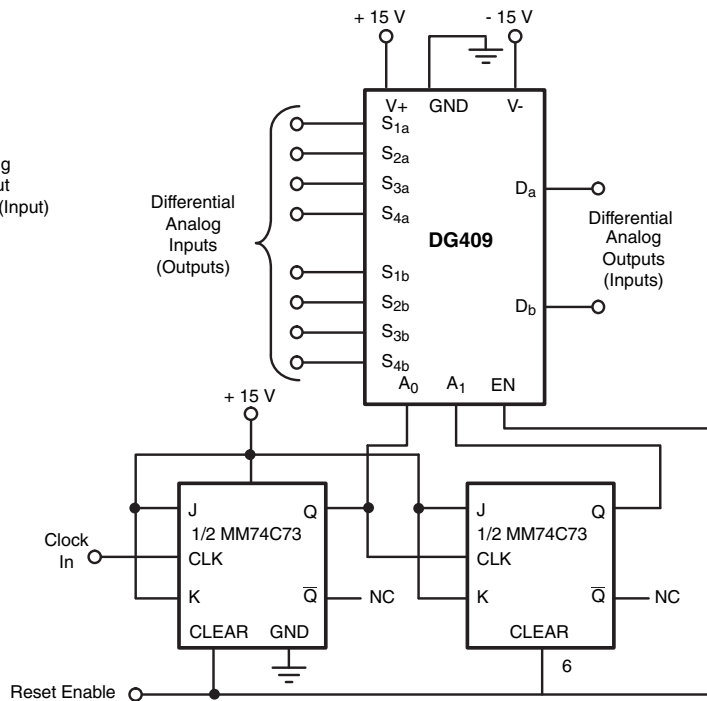 + 15 V
- 15 V
V+
GND
V-
S1a
S2a
S3a
S4a
S1b
S2b
S3b
S4b
Da
Db
DG409
A0
A1
EN
g
ut
(Input)
Differential
Analog
Inputs
(Outputs)
Differential
Analog
Outputs
(Inputs)
+ 15 V
J
Q
1/2 MM74C73
CLK
K
Q̅
NC
CLEAR
GND
Clock
In
J
Q
1/2 MM74C73
CLK
K
Q̅
NC
CLEAR
6
Reset Enable